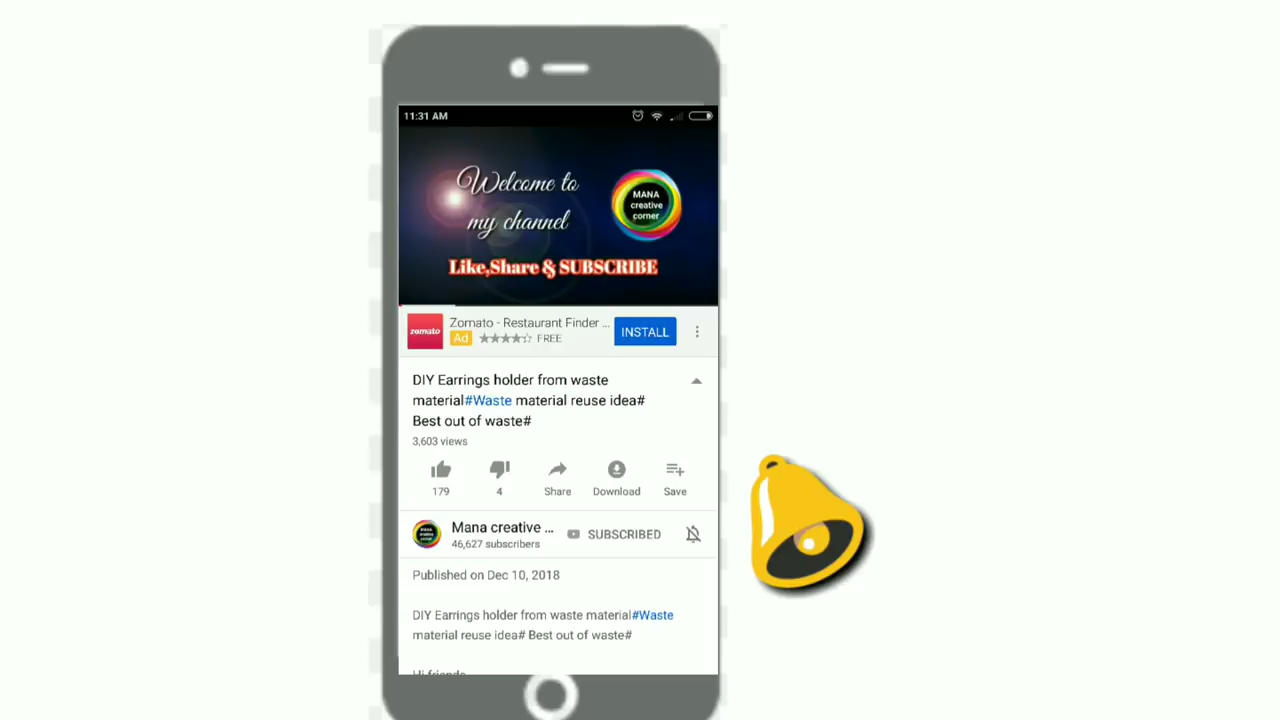 11:31 AM
Welcome to
my channel
MANA
creative
corner
Like,Share & SUBSCRIBE
zomato
Zomato - Restaurant Finder ...
Ad FREE
INSTALL
DIY Earrings holder from waste
material#Waste material reuse idea#
Best out of waste#
3,603 views
179 4 Share Download Save
Mana creative ... SUBSCRIBED
46,627 subscribers
Published on Dec 10, 2018
DIY Earrings holder from waste material#Waste
material reuse idea# Best out of waste#
Hi friends